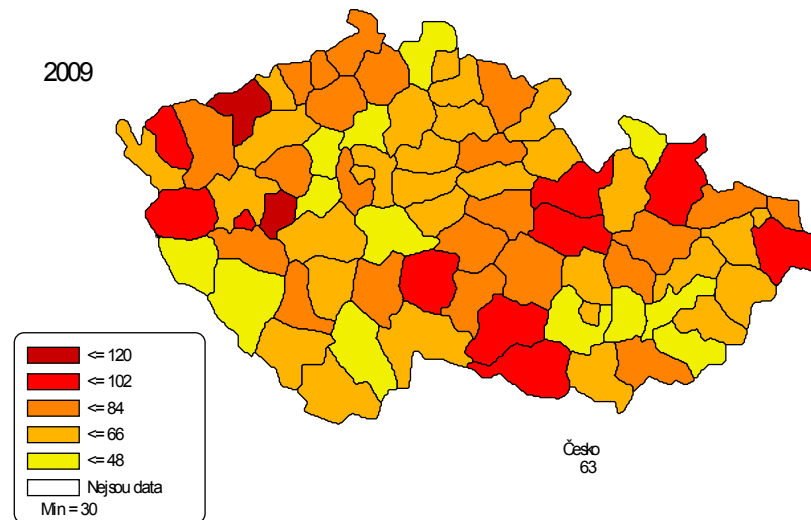 2009
<= 120
<= 102
<= 84
<= 66
<= 48
Nejsou data
Min = 30
Česko
63